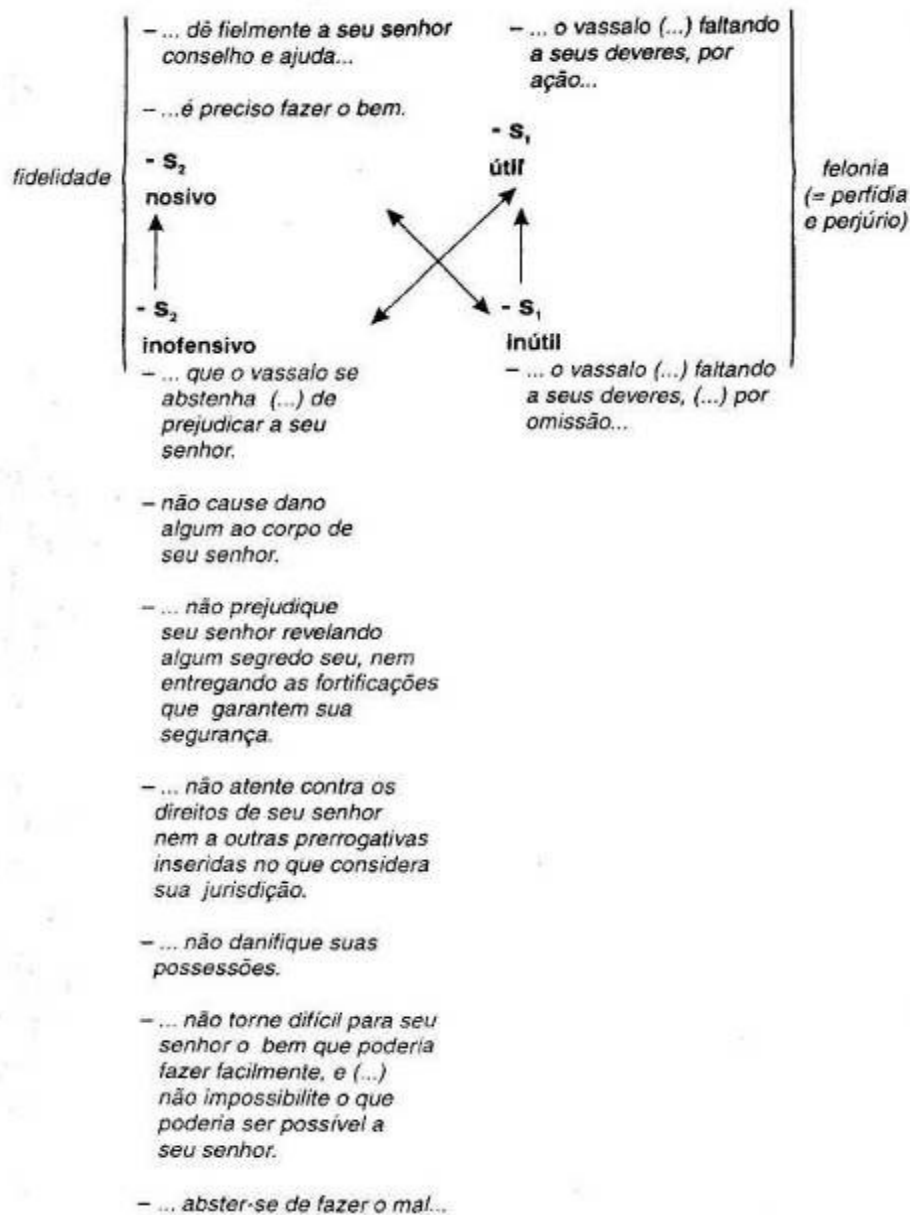 – ... dê fielmente a seu senhor
conselho e ajuda...
– ...é preciso fazer o bem.
– ... o vassalo (...) faltando
a seus deveres, por
ação...
fidelidade
- S₂
nosivo
- S₁
útil
felonia
(= perfídia
e perjúrio)
- S₂
inofensivo
- S₁
inútil
– ... que o vassalo se
abstenha (...) de
prejudicar a seu
senhor.
– ... o vassalo (...) faltando
a seus deveres, (...) por
omissão...
– não cause dano
algum ao corpo de
seu senhor.
– ... não prejudique
seu senhor revelando
algum segredo seu, nem
entregando as fortificações
que garantem sua
segurança.
– ... não atente contra os
direitos de seu senhor
nem a outras prerrogativas
inseridas no que considera
sua jurisdição.
– ... não danifique suas
possessões.
– ... não torne difícil para seu
senhor o bem que poderia
fazer facilmente, e (...)
não impossibilite o que
poderia ser possível a
seu senhor.
– ... abster-se de fazer o mal...